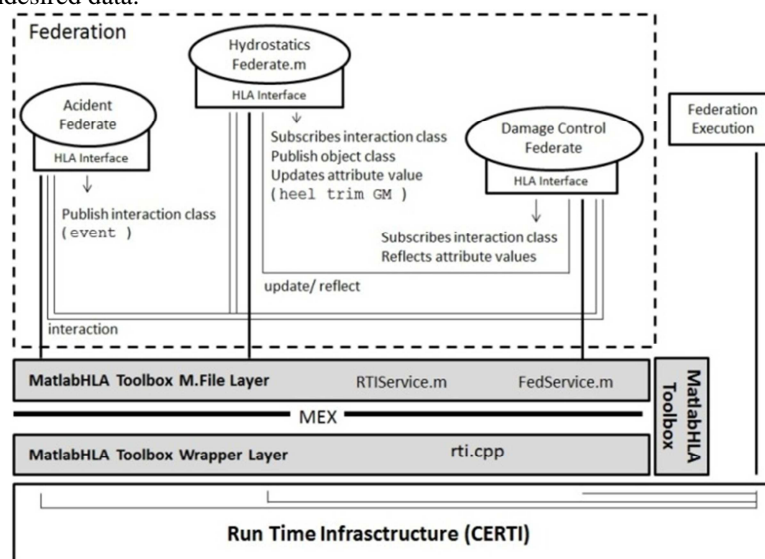 undesired data.
Federation
Hydrostatics
Federate.m
HLA Interface
Acident
Federate
HLA Interface
Federation
Execution
Damage Control
Federate
HLA Interface
Subscribes interaction class
Publish object class
Updates attribute value
(heel trim GM )
Publish interaction class
(event )
Subscribes interaction class
Reflects attribute values
update/ reflect
interaction
MatlabHLA Toolbox M.File Layer
RTIService.m
FedService.m
MatlabHLA
Toolbox
MEX
MatlabHLA Toolbox Wrapper Layer
rti.cpp
Run Time Infrasctructure (CERTI)